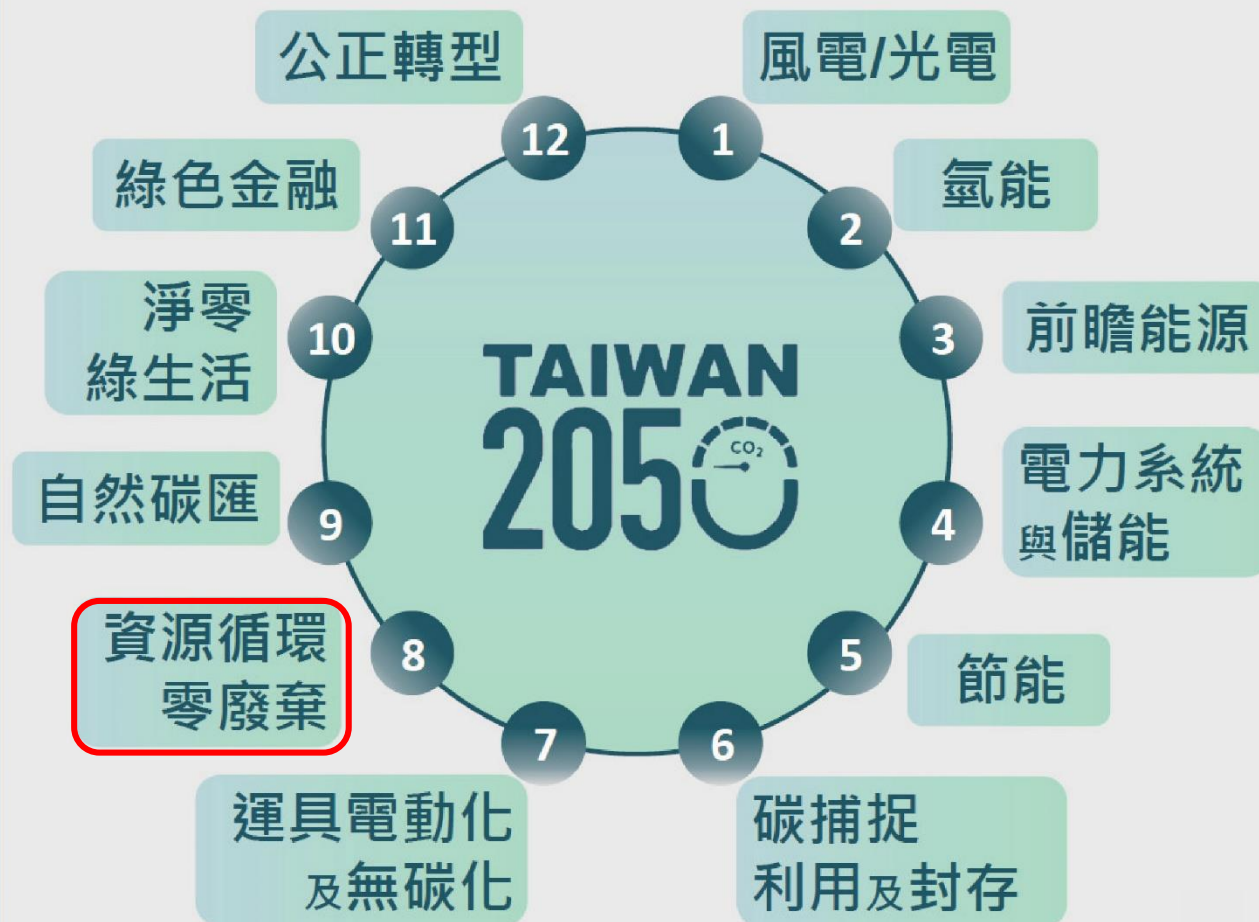 風電/光電
1
氫能
2
前瞻能源
3
電力系統
與儲能
4
節能
5
碳捕捉
利用及封存
6
運具電動化
及無碳化
7
資源循環
零廢棄
8
自然碳匯
9
淨零
綠生活
10
綠色金融
11
公正轉型
12
TAIWAN
2050
CO₂